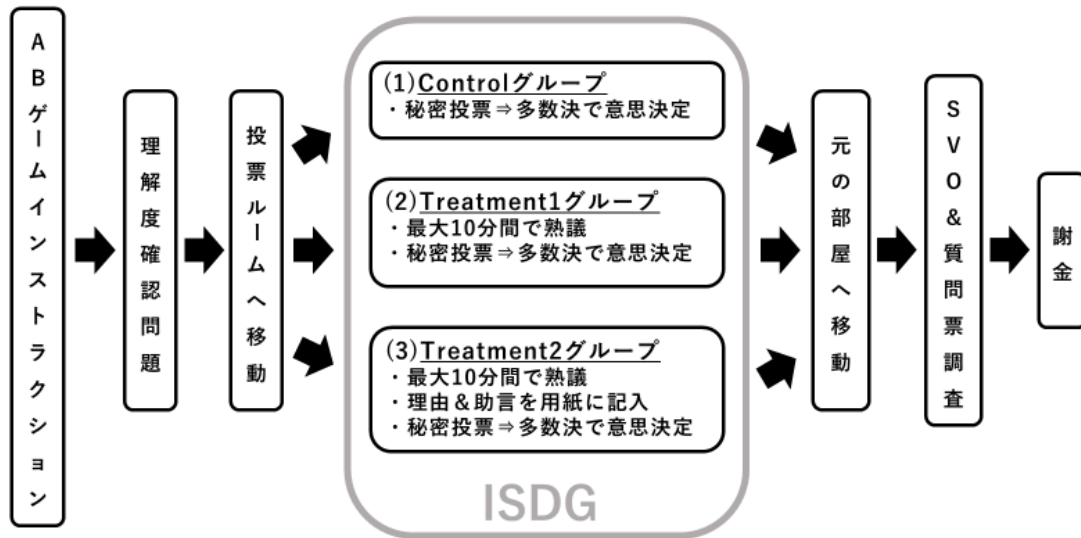 ABゲームインストラクション
理解度確認問題
投票ルームへ移動
(1)Controlグループ
・秘密投票⇒多数決で意思決定
(2)Treatment1グループ
・最大10分間で熟議
・秘密投票⇒多数決で意思決定
(3)Treatment2グループ
・最大10分間で熟議
・理由&助言を用紙に記入
・秘密投票⇒多数決で意思決定
ISDG
元の部屋へ移動
SVO&質問票調査
謝金